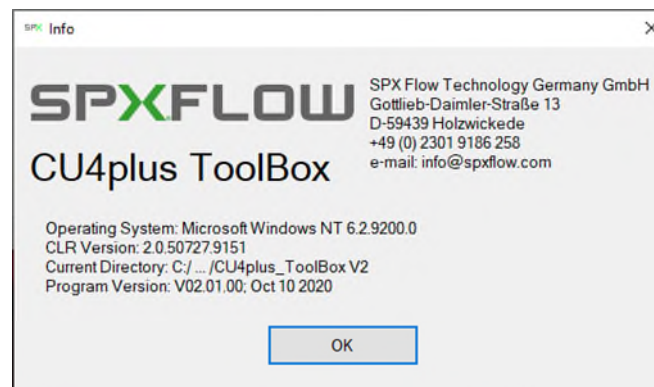 SPX Info
SPXFLOW
CU4plus ToolBox
SPX Flow Technology Germany GmbH
Gottlieb-Daimler-Straße 13
D-59439 Holzwickede
+49 (0) 2301 9186 258
e-mail: info@spxflow.com
Operating System: Microsoft Windows NT 6.2.9200.0
CLR Version: 2.0.50727.9151
Current Directory: C:/ ... /CU4plus_ToolBox V2
Program Version: V02.01.00; Oct 10 2020
OK